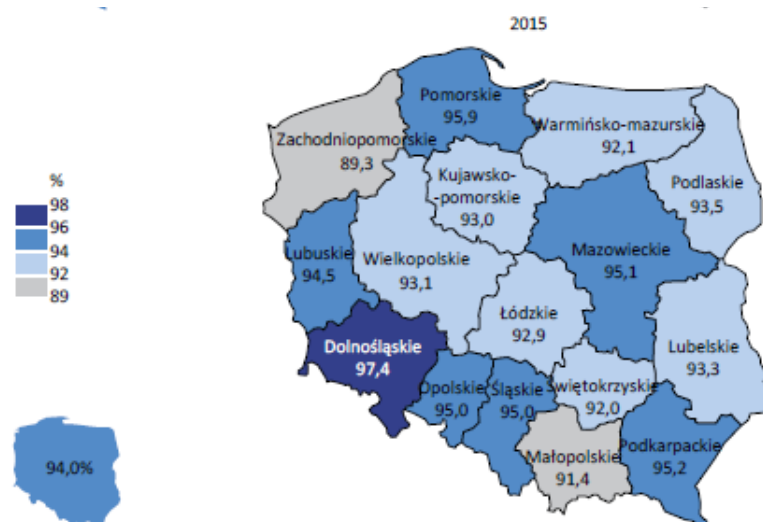 2015
Pomorskie
95,9
Warmińsko-mazurskie
92,1
Zachodniopomorskie
89,3
Kujawsko-
-pomorskie
93,0
Podlaskie
93,5
%
98
96
94
92
89
Lubuskie
94,5
Wielkopolskie
93,1
Mazowieckie
95,1
Łódzkie
92,9
Dolnośląskie
97,4
Lubelskie
93,3
Opolskie
95,0
Śląskie
95,0
Świętokrzyskie
92,0
Małopolskie
91,4
Podkarpackie
95,2
94,0%